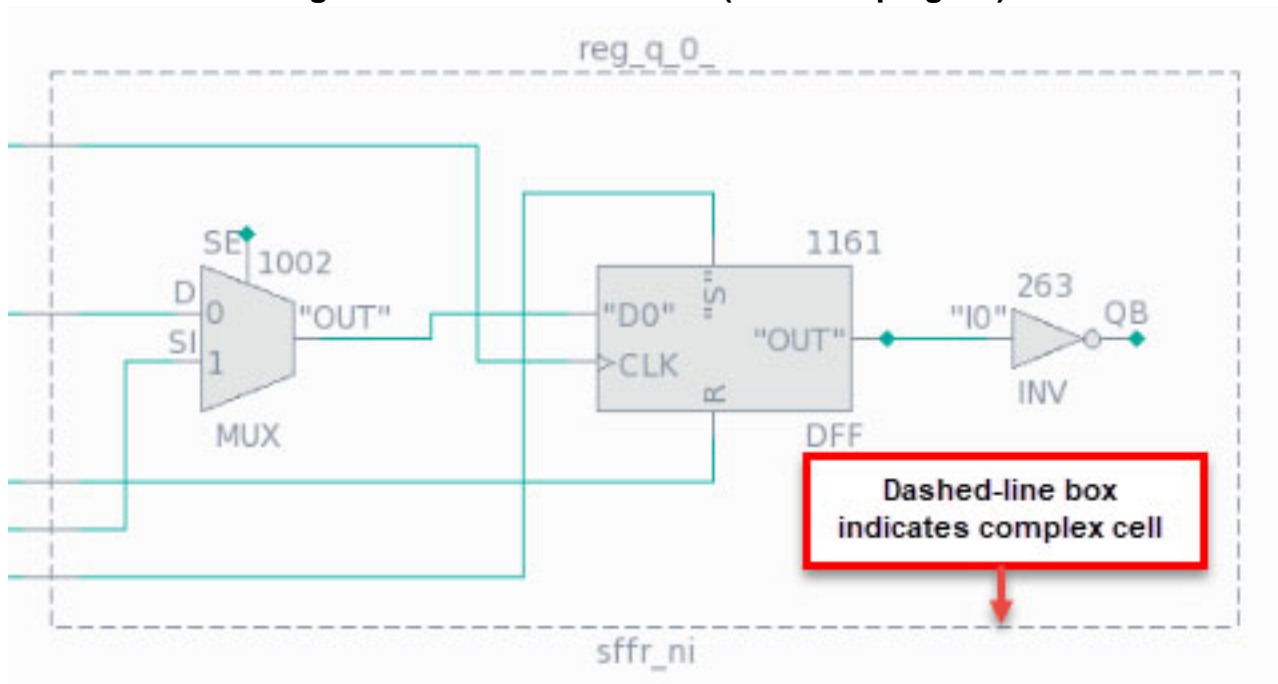 reg_q_0_
SE
1002
D
0
"OUT"
SI
1
MUX
1161
"S"
"D0"
"OUT"
CLK
R
DFF
263
"I0"
QB
INV
Dashed-line box
indicates complex cell
sffr_ni